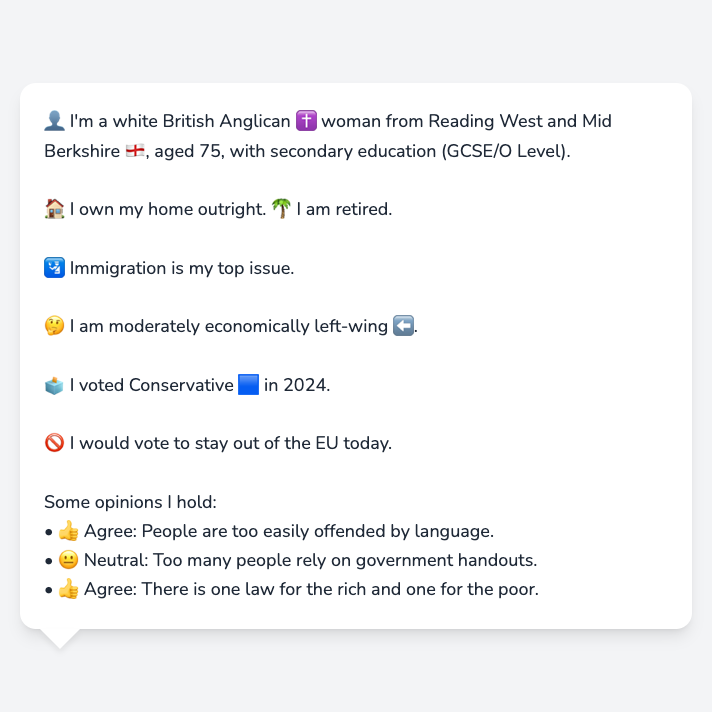 👤 I'm a white British Anglican ✝️ woman from Reading West and Mid
Berkshire 🏴󠁧󠁢󠁥󠁮󠁧󠁿, aged 75, with secondary education (GCSE/O Level).
🏠 I own my home outright. 🌴 I am retired.
🛂 Immigration is my top issue.
🤔 I am moderately economically left-wing ⬅️.
🗳️ I voted Conservative 🟦 in 2024.
🚫 I would vote to stay out of the EU today.
Some opinions I hold:
• 👍 Agree: People are too easily offended by language.
• 😐 Neutral: Too many people rely on government handouts.
• 👍 Agree: There is one law for the rich and one for the poor.